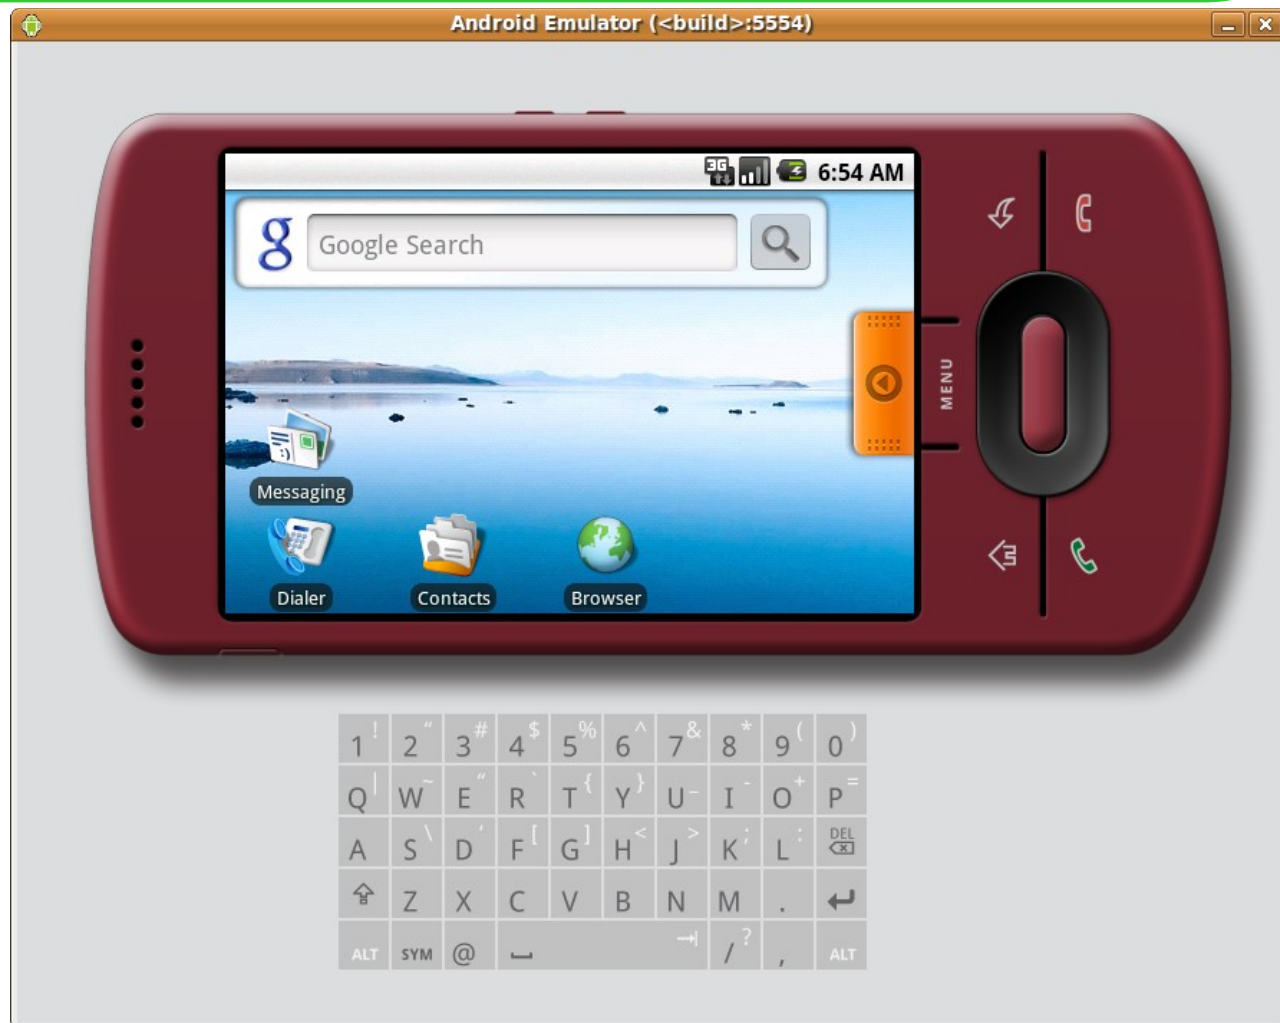 Android Emulator (<build>:5554)
3G 6:54 AM
g Google Search
MENU
Messaging
Dialer Contacts Browser
1 ! 2 “ 3 # 4 $ 5 % 6 ^ 7 & 8 * 9 ( 0 )
Q | W ~ E “ R ` T { Y } U _ I - O + P =
A S \ D ‘ F [ G ] H < J > K ; L : DEL
Z X C V B N M .
ALT SYM @ / ? , ALT